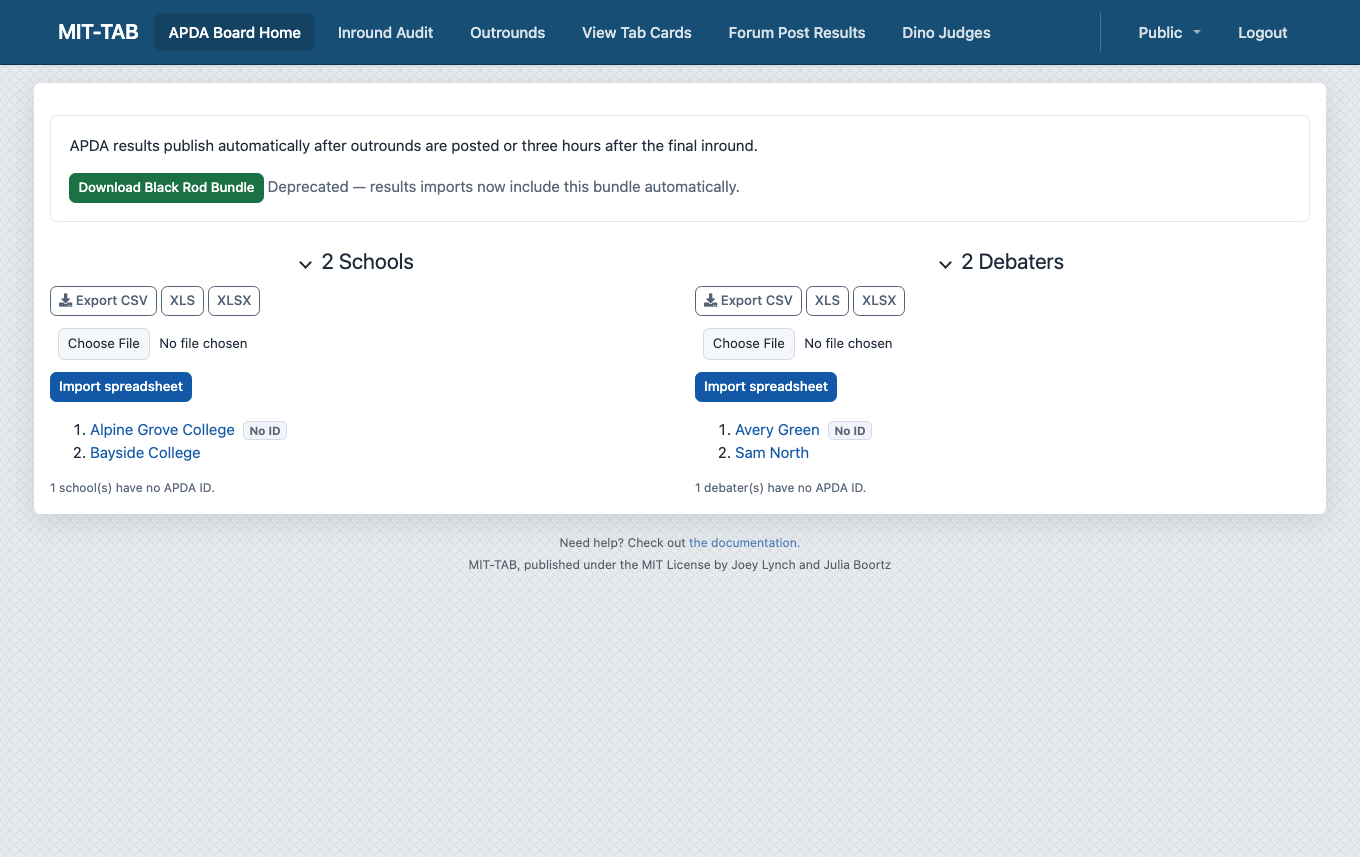 MIT-TAB APDA Board Home Inround Audit Outrounds View Tab Cards Forum Post Results Dino Judges Public Logout
APDA results publish automatically after outrounds are posted or three hours after the final inround.
Download Black Rod Bundle Deprecated — results imports now include this bundle automatically.
2 Schools
Export CSV XLS XLSX
Choose File No file chosen
Import spreadsheet
1. Alpine Grove College No ID
2. Bayside College
1 school(s) have no APDA ID.
2 Debaters
Export CSV XLS XLSX
Choose File No file chosen
Import spreadsheet
1. Avery Green No ID
2. Sam North
1 debater(s) have no APDA ID.
Need help? Check out the documentation.
MIT-TAB, published under the MIT License by Joey Lynch and Julia Boortz